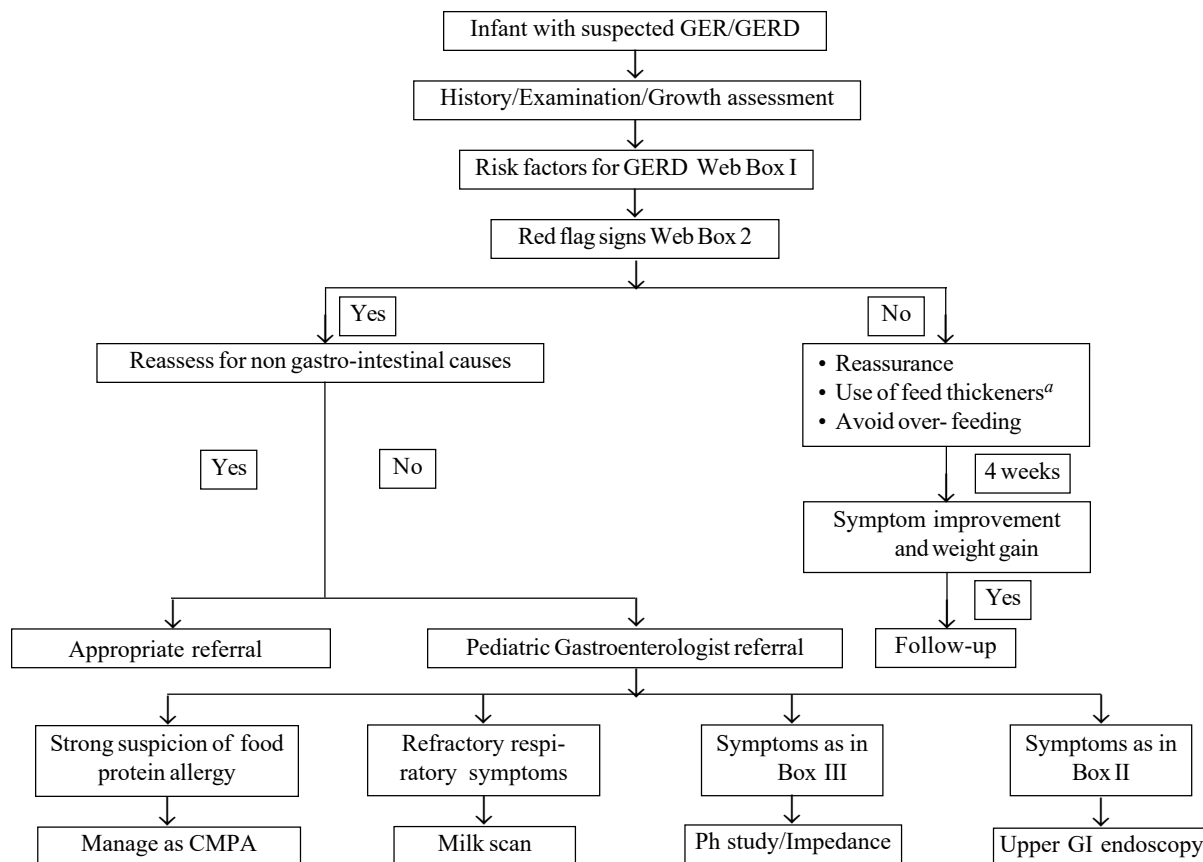 Infant with suspected GER/GERD
History/Examination/Growth assessment
Risk factors for GERD Web Box I
Red flag signs Web Box 2
Yes
No
Reassess for non gastro-intestinal causes
• Reassurance
• Use of feed thickeners^a
• Avoid over- feeding
Yes
No
4 weeks
Symptom improvement
and weight gain
Yes
Appropriate referral
Pediatric Gastroenterologist referral
Follow-up
Strong suspicion of food
protein allergy
Refractory respi-
ratory symptoms
Symptoms as in
Box III
Symptoms as in
Box II
Manage as CMPA
Milk scan
Ph study/Impedance
Upper GI endoscopy